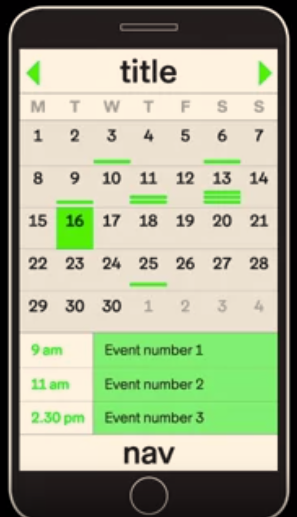 title
M T W T F S S
1 2 3 4 5 6 7
8 9 10 11 12 13 14
15 16 17 18 19 20 21
22 23 24 25 26 27 28
29 30 30 1 2 3 4
9 am Event number 1
11 am Event number 2
2.30 pm Event number 3
nav